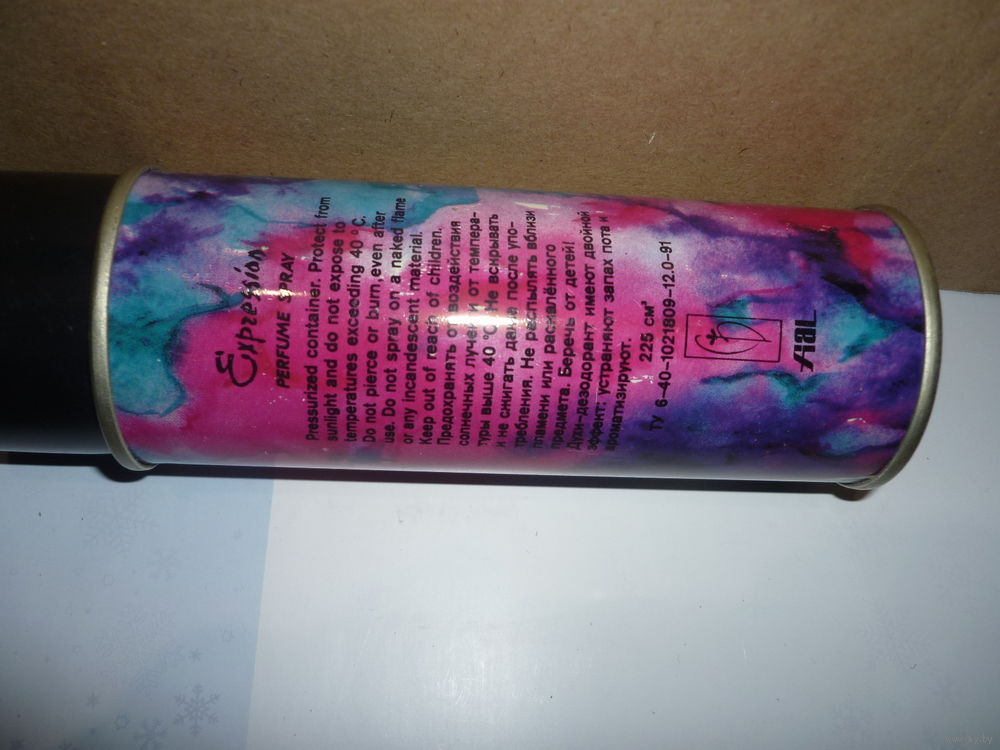 Expression
PERFUME SPRAY
Pressurized container. Protect from
sunlight and do not expose to
temperatures exceeding 40°C.
Do not pierce or burn, even after
use. Do not spray on a naked flame
or any incandescent material.
Keep out of reach of children.
Предохранять от воздействия
солнечных лучей и от темпера-
туры выше 40°C. Не вскрывать
и не сжигать даже после упо-
требления. Не распылять вблизи
пламени или раскалённого
предмета. Беречь от детей!
Духи-дезодорант имеют двойной
эффект: устраняют запах пота и
ароматизируют.
ТУ 6-40-1021809-12.0-91
225 см³